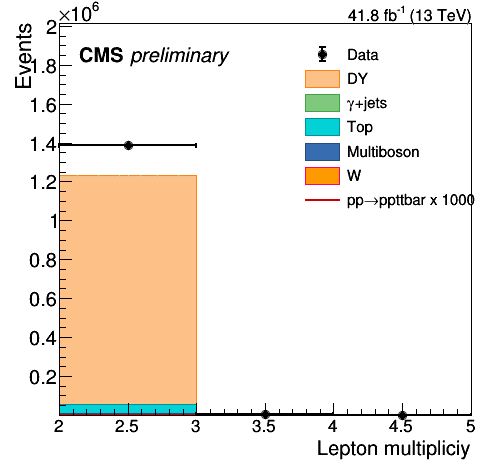 ×10⁶
41.8 fb⁻¹ (13 TeV)
Events
CMS preliminary
Data
DY
γ+jets
Top
Multiboson
W
pp→ppttbar x 1000
2
1.8
1.6
1.4
1.2
1
0.8
0.6
0.4
0.2
2 2.5 3 3.5 4 4.5 5
Lepton multipliciy